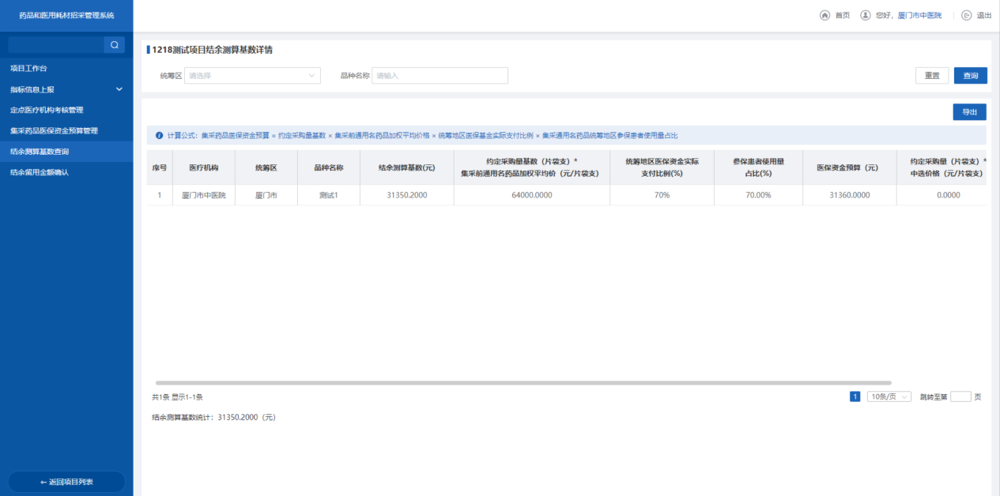 药品和医用耗材招采管理系统
首页 您好，厦门市中医院 退出
项目工作台
指标信息上报
定点医疗机构考核管理
集采药品医保资金预算管理
结余测算基数查询
结余留用金额确认
← 返回项目列表
1218测试项目结余测算基数详情
统筹区 请选择 品种名称 请输入 重置 查询
导出
计算公式：集采药品医保资金预算 = 约定采购量基数 × 集采前通用名药品加权平均价格 × 统筹地区医保基金实际支付比例 × 集采通用名药品统筹地区参保患者使用量占比
序号 医疗机构 统筹区 品种名称 结余测算基数(元) 约定采购量基数（片袋支）* 统筹地区医保资金实际 参保患者使用量 医保资金预算（元） 约定采购量（片袋支）*
集采前通用名药品加权平均价（元/片袋支） 支付比例(%) 占比(%) 中选价格（元/片袋支）
1 厦门市中医院 厦门市 测试1 31350.2000 64000.0000 70% 70.00% 31360.0000 0.0000
共1条 显示1-1条 1 10条/页 跳转至第 页
结余测算基数统计：31350.2000（元）